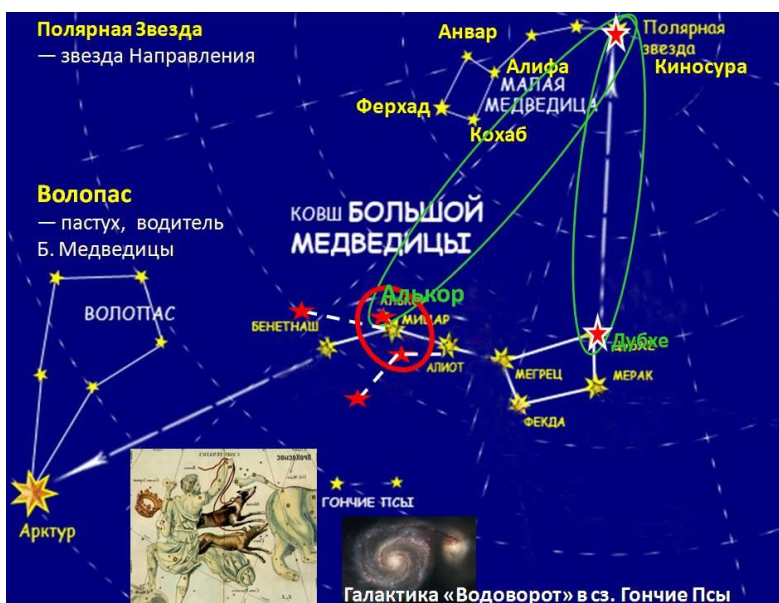 Полярная Звезда
— звезда Направления
Анвар
Полярная
звезда
Алифа
Киносура
МАЛАЯ
МЕДВЕДИЦА
Ферхад
Кохаб
Волопас
— пастух, водитель
Б. Медведицы
КОВШ БОЛЬШОЙ
МЕДВЕДИЦЫ
Алькор
ВОЛОПАС
БЕНЕТНАШ
МИЦАР
Дубхе
АЛИОТ
МЕГРЕЦ
МЕРАК
ФЕКДА
ГОНЧИЕ ПСЫ
Арктур
Галактика «Водоворот» в сз. Гончие Псы